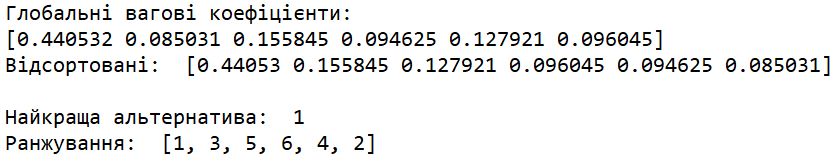 Глобальні вагові коефіцієнти:
[0.440532 0.085031 0.155845 0.094625 0.127921 0.096045]
Відсортовані:  [0.44053 0.155845 0.127921 0.096045 0.094625 0.085031]
Найкраща альтернатива:  1
Ранжування:  [1, 3, 5, 6, 4, 2]